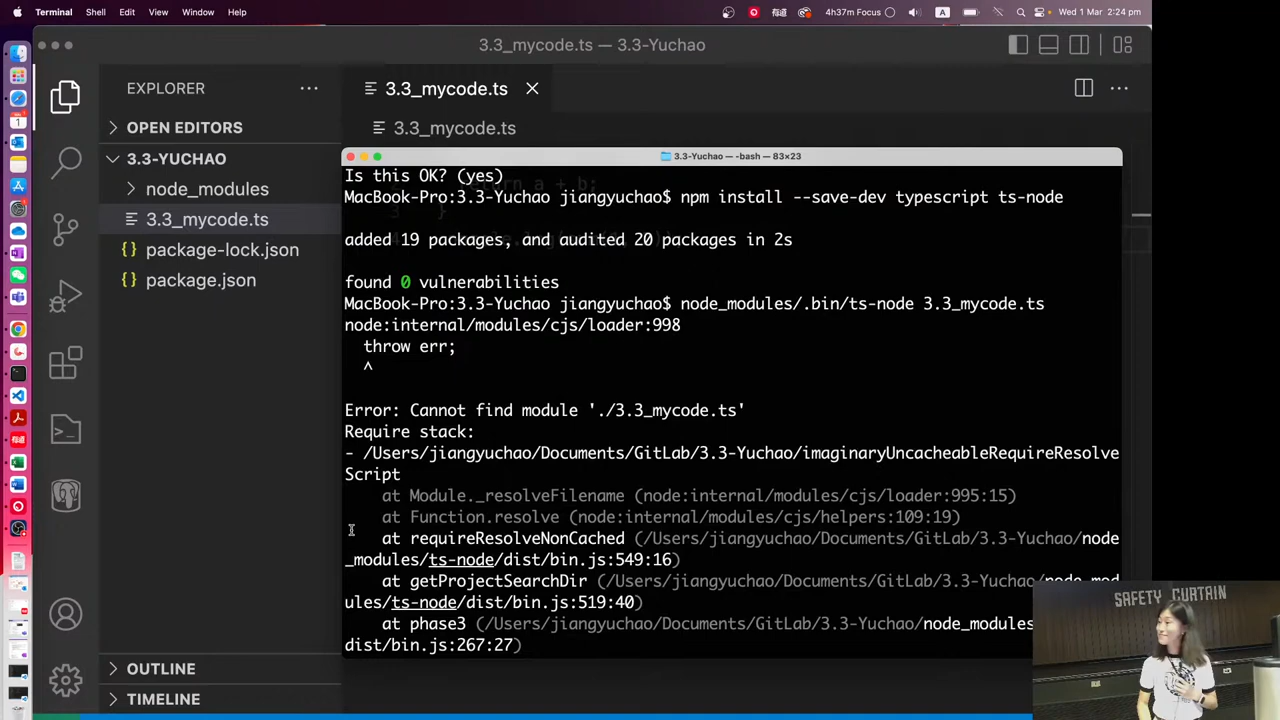 Terminal Shell Edit View Window Help
4h37m Focus A Wed 1 Mar 2:24 pm
3.3_mycode.ts — 3.3-Yuchao
EXPLORER
3.3_mycode.ts
OPEN EDITORS
3.3_mycode.ts
3.3-YUCHAO
node_modules
3.3_mycode.ts
package-lock.json
package.json
OUTLINE
TIMELINE
3.3-Yuchao — -bash — 83×23
Is this OK? (yes)
return a + b;
MacBook-Pro:3.3-Yuchao jiangyuchao$ npm install --save-dev typescript ts-node
3 }
added 19 packages, and audited 20 packages in 2s
found 0 vulnerabilities
MacBook-Pro:3.3-Yuchao jiangyuchao$ node_modules/.bin/ts-node 3.3_mycode.ts
node:internal/modules/cjs/loader:998
throw err;
^
Error: Cannot find module './3.3_mycode.ts'
Require stack:
- /Users/jiangyuchao/Documents/GitLab/3.3-Yuchao/imaginaryUncacheableRequireResolve
Script
at Module._resolveFilename (node:internal/modules/cjs/loader:995:15)
at Function.resolve (node:internal/modules/cjs/helpers:109:19)
at requireResolveNonCached (/Users/jiangyuchao/Documents/GitLab/3.3-Yuchao/node
_modules/ts-node/dist/bin.js:549:16)
at getProjectSearchDir (/Users/jiangyuchao/Documents/GitLab/3.3-Yuchao/node_mod
ules/ts-node/dist/bin.js:519:40)
at phase3 (/Users/jiangyuchao/Documents/GitLab/3.3-Yuchao/node_modules
dist/bin.js:267:27)
SAFETY CURTAIN